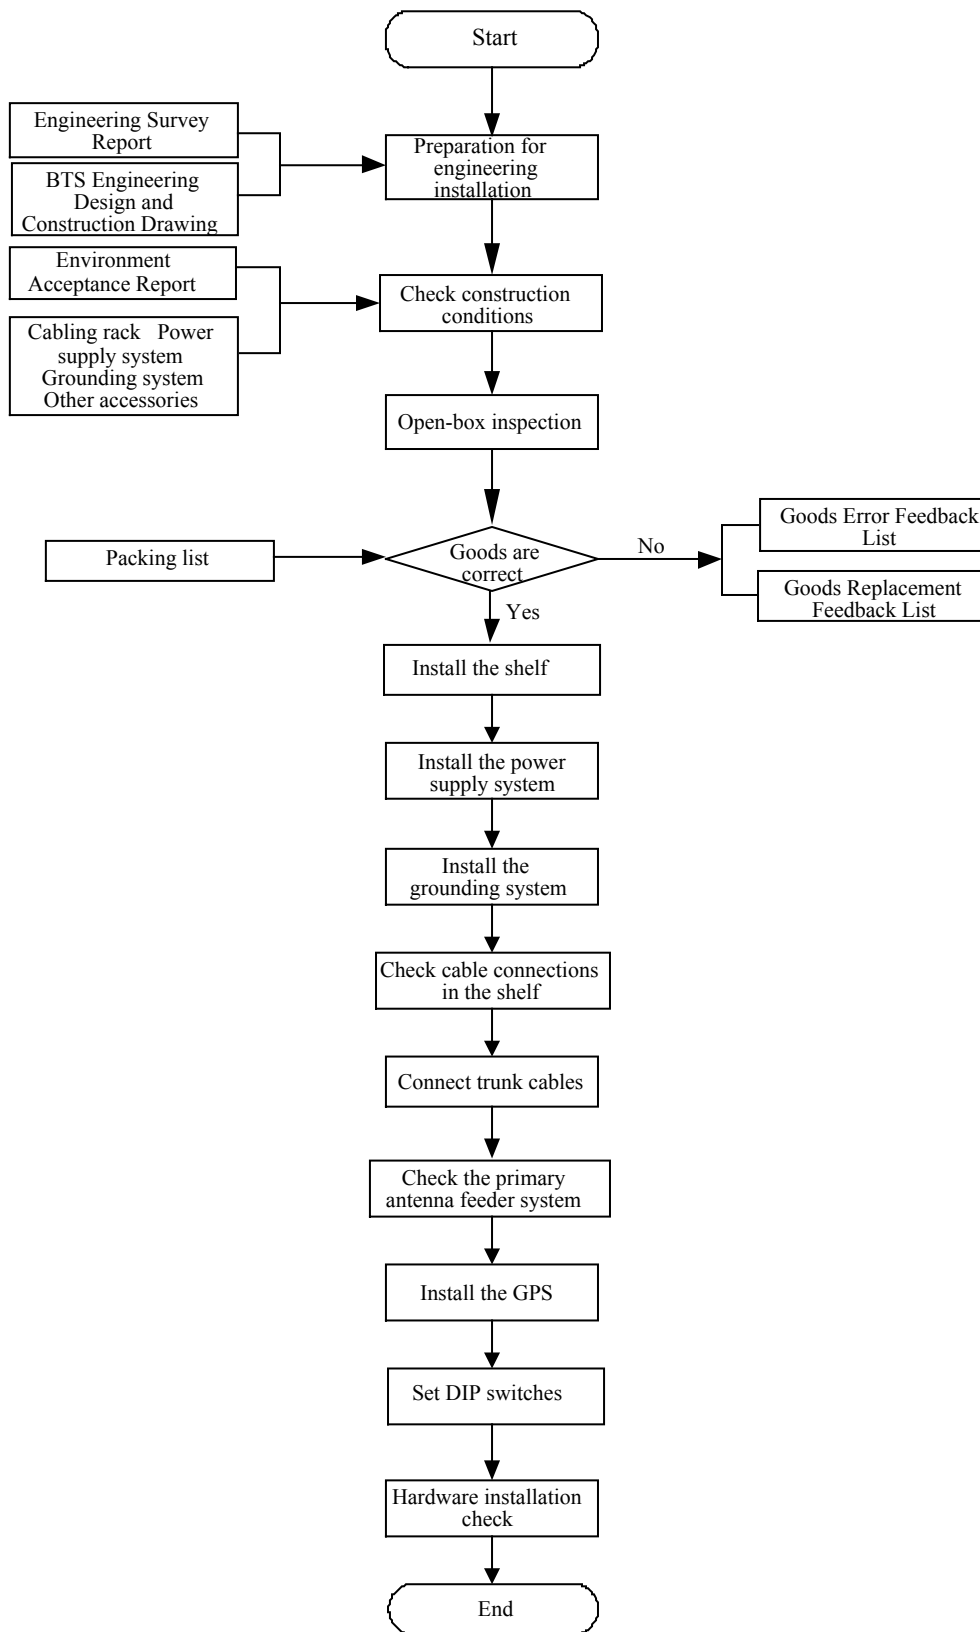 Start
Engineering Survey
Report
Preparation for
engineering
installation
BTS Engineering
Design and
Construction Drawing
Environment
Acceptance Report
Check construction
conditions
Cabling rack Power
supply system
Grounding system
Other accessories
Open-box inspection
Packing list
Goods are
correct
No
Goods Error Feedback
List
Goods Replacement
Feedback List
Yes
Install the shelf
Install the power
supply system
Install the
grounding system
Check cable connections
in the shelf
Connect trunk cables
Check the primary
antenna feeder system
Install the GPS
Set DIP switches
Hardware installation
check
End